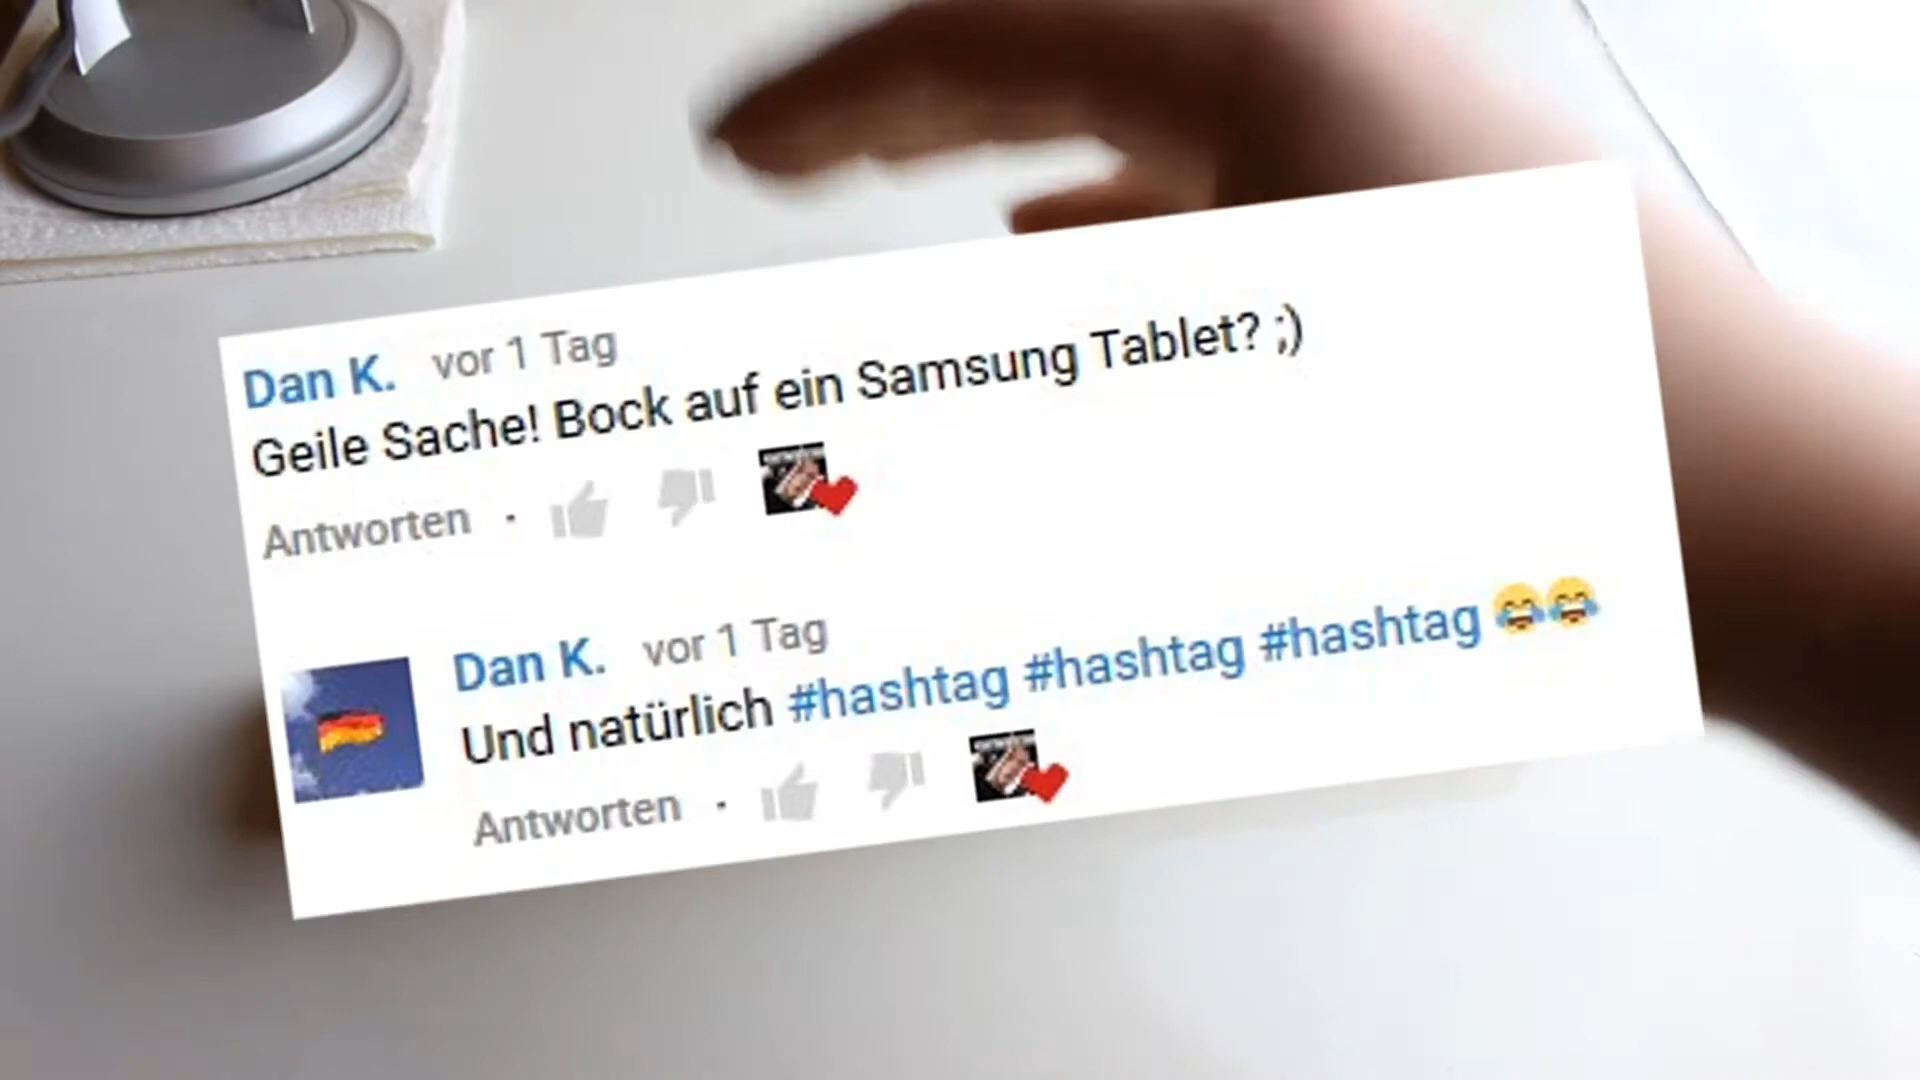 Dan K. vor 1 Tag
Geile Sache! Bock auf ein Samsung Tablet? ;)
Antworten ·
Dan K. vor 1 Tag
Und natürlich #hashtag #hashtag #hashtag 😂😂
Antworten ·